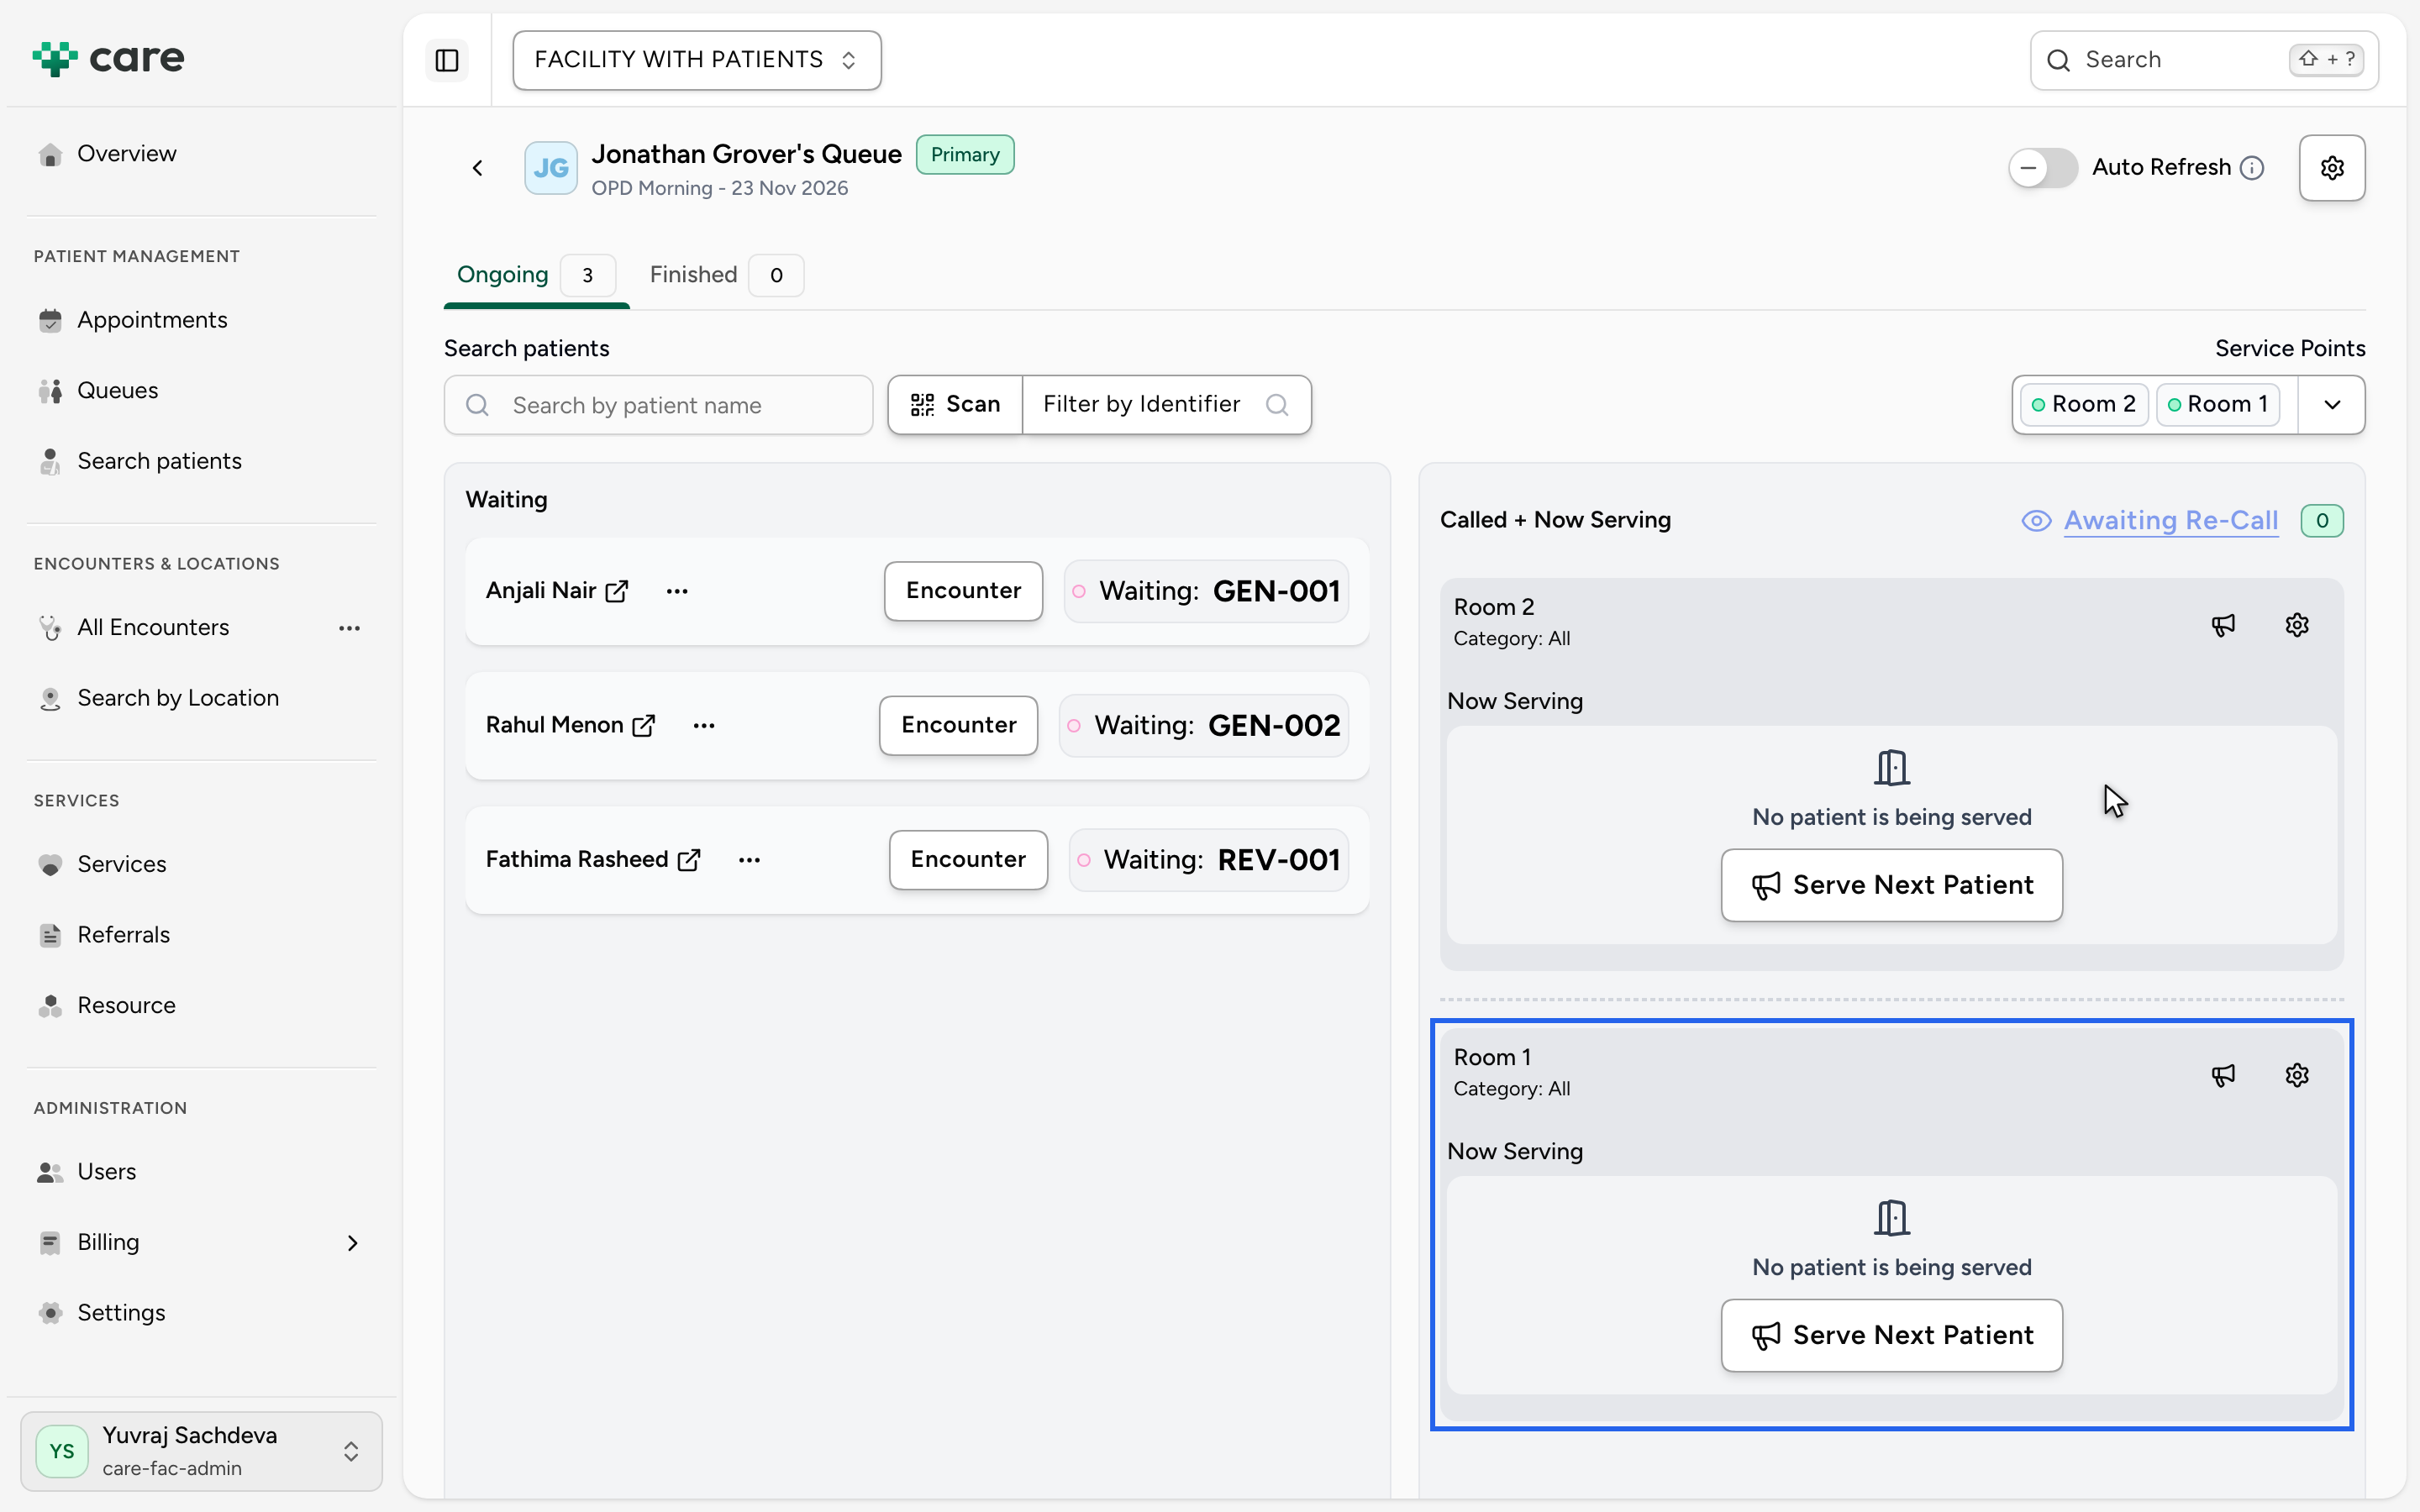 care
FACILITY WITH PATIENTS
Search
+ ?
Overview
PATIENT MANAGEMENT
Appointments
Queues
Search patients
ENCOUNTERS & LOCATIONS
All Encounters
Search by Location
SERVICES
Services
Referrals
Resource
ADMINISTRATION
Users
Billing
Settings
YS
Yuvraj Sachdeva
care-fac-admin
JG
Jonathan Grover's Queue
Primary
OPD Morning - 23 Nov 2026
Auto Refresh
Ongoing 3
Finished 0
Search patients
Service Points
Search by patient name
Scan
Filter by Identifier
Room 2
Room 1
Waiting
Anjali Nair
Encounter
Waiting: GEN-001
Rahul Menon
Encounter
Waiting: GEN-002
Fathima Rasheed
Encounter
Waiting: REV-001
Called + Now Serving
Awaiting Re-Call 0
Room 2
Category: All
Now Serving
No patient is being served
Serve Next Patient
Room 1
Category: All
Now Serving
No patient is being served
Serve Next Patient